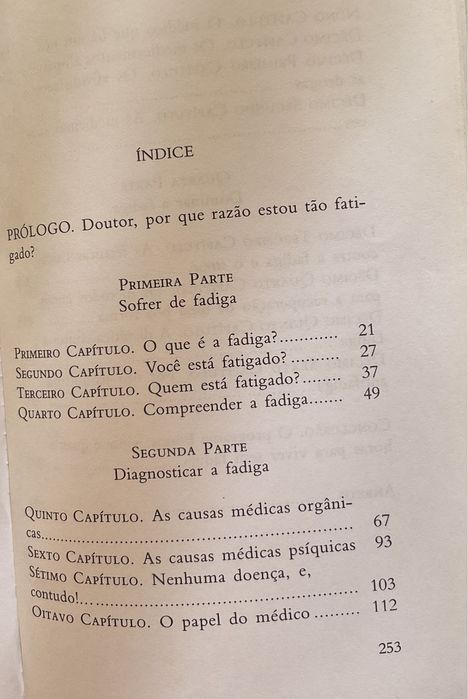 ÍNDICE
PRÓLOGO. Doutor, por que razão estou tão fati-
gado?
PRIMEIRA PARTE
Sofrer de fadiga
PRIMEIRO CAPÍTULO. O que é a fadiga?............ 21
SEGUNDO CAPÍTULO. Você está fatigado?.......... 27
TERCEIRO CAPÍTULO. Quem está fatigado?........ 37
QUARTO CAPÍTULO. Compreender a fadiga....... 49
SEGUNDA PARTE
Diagnosticar a fadiga
QUINTO CAPÍTULO. As causas médicas orgâni-
cas.................................................... 67
SEXTO CAPÍTULO. As causas médicas psíquicas 93
SÉTIMO CAPÍTULO. Nenhuma doença, e,
contudo!............................................. 103
OITAVO CAPÍTULO. O papel do médico......... 112
253